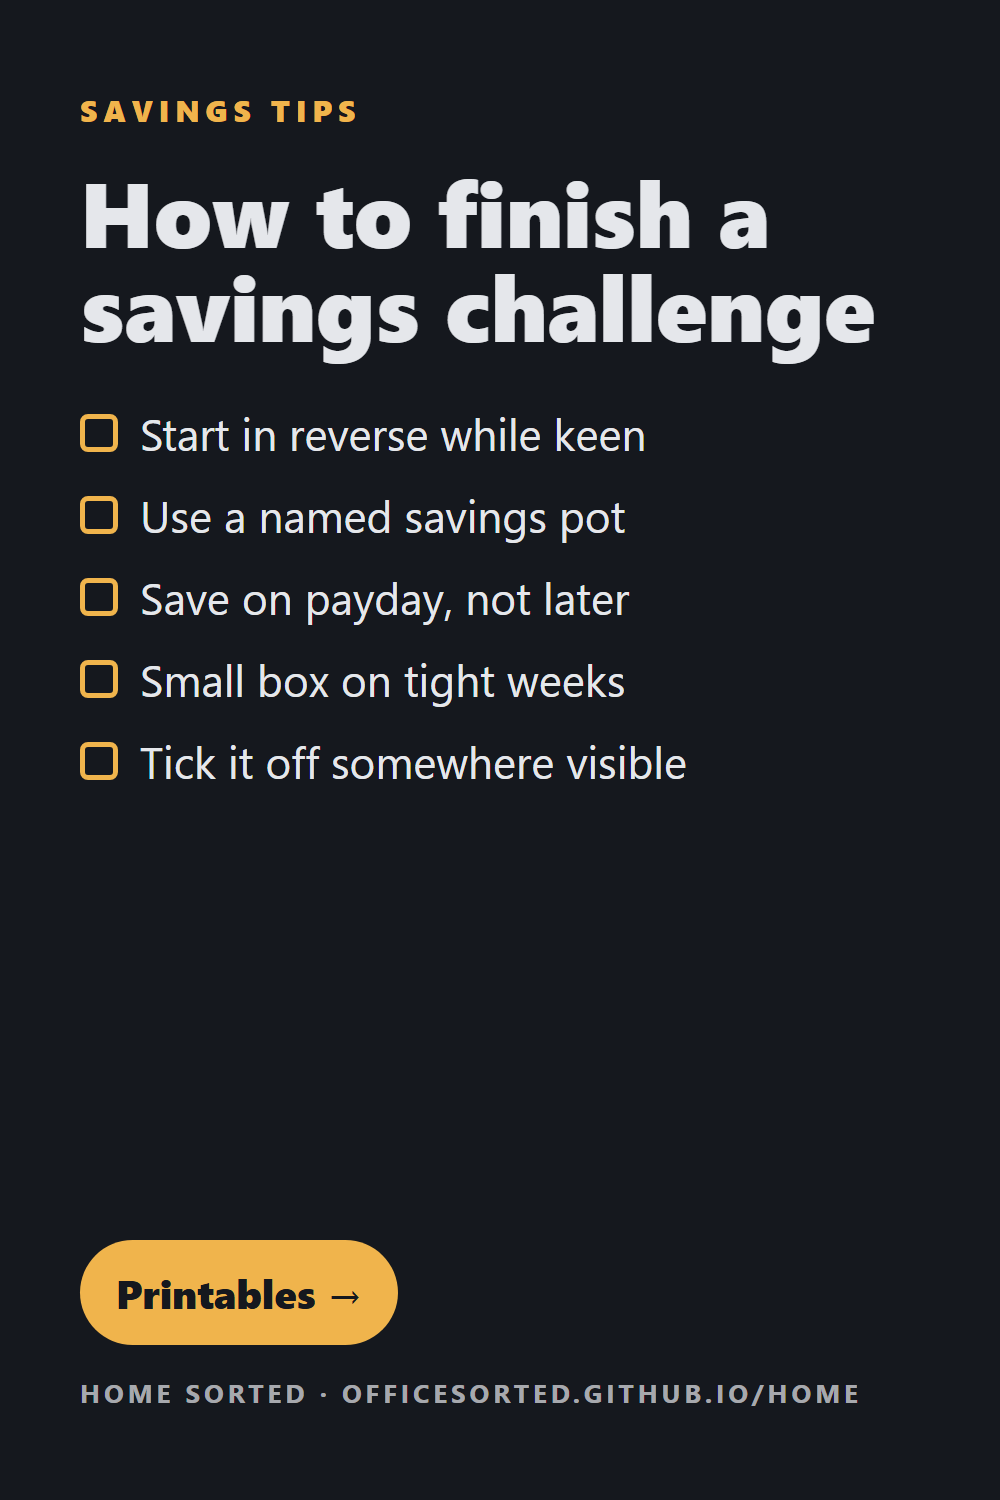 SAVINGS TIPS
How to finish a
savings challenge
Start in reverse while keen
Use a named savings pot
Save on payday, not later
Small box on tight weeks
Tick it off somewhere visible
Printables →
HOME SORTED · OFFICESORTED.GITHUB.IO/HOME